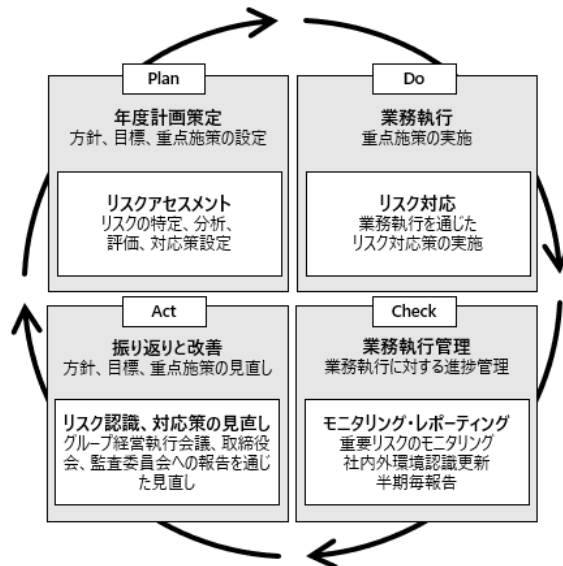 Plan
年度計画策定
方針、目標、重点施策の設定
リスクアセスメント
リスクの特定、分析、
評価、対応策設定
Do
業務執行
重点施策の実施
リスク対応
業務執行を通じた
リスク対応策の実施
Act
振り返りと改善
方針、目標、重点施策の見直し
リスク認識、対応策の見直し
グループ経営執行会議、取締役
会、監査委員会への報告を通じ
た見直し
Check
業務執行管理
業務執行に対する進捗管理
モニタリング・レポーティング
重要リスクのモニタリング
社内外環境認識更新
半期毎報告